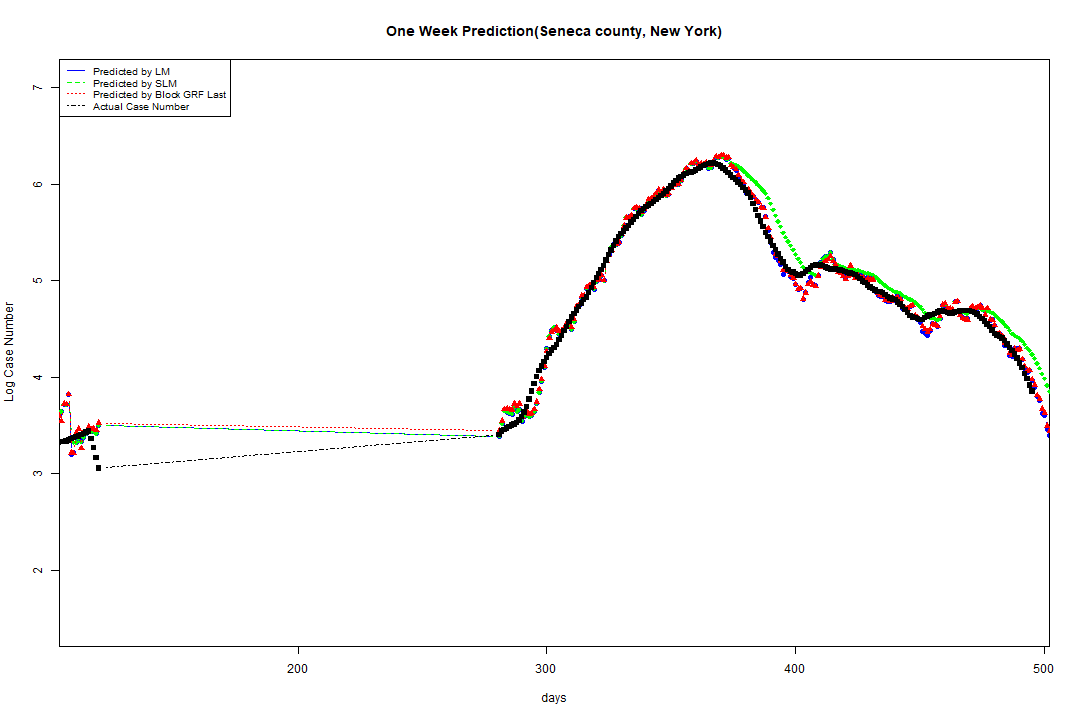 One Week Prediction(Seneca county, New York)
Predicted by LM
Predicted by SLM
Predicted by Block GRF Last
Actual Case Number
7
6
5
4
3
2
Log Case Number
200 300 400 500
days